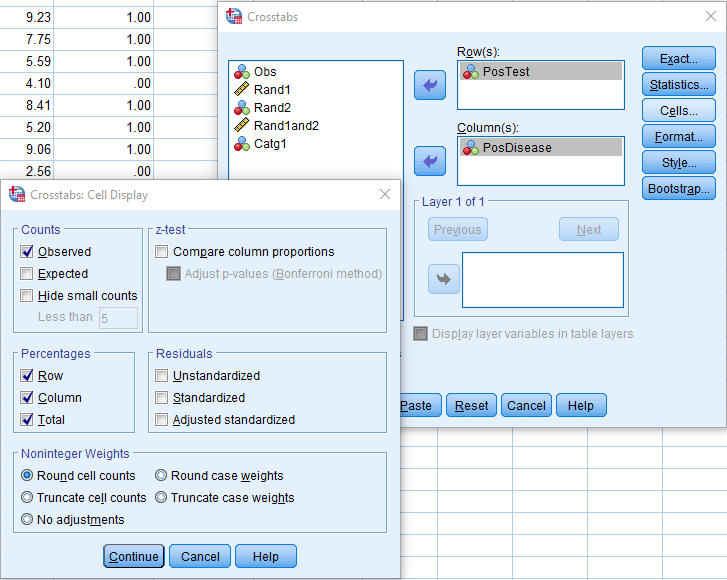 9.23 1.00
7.75 1.00
5.59 1.00
4.10 .00
8.41 1.00
5.20 1.00
9.06 1.00
2.56 .00
Crosstabs
Obs
Rand1
Rand2
Rand1and2
Catg1
Row(s):
PosTest
Column(s):
PosDisease
Exact...
Statistics...
Cells...
Format...
Style...
Bootstrap...
Layer 1 of 1
Previous Next
Display layer variables in table layers
Paste Reset Cancel Help
Crosstabs: Cell Display
Counts
Observed
Expected
Hide small counts
Less than 5
z-test
Compare column proportions
Adjust p-values (Bonferroni method)
Percentages
Row
Column
Total
Residuals
Unstandardized
Standardized
Adjusted standardized
Noninteger Weights
Round cell counts Round case weights
Truncate cell counts Truncate case weights
No adjustments
Continue Cancel Help